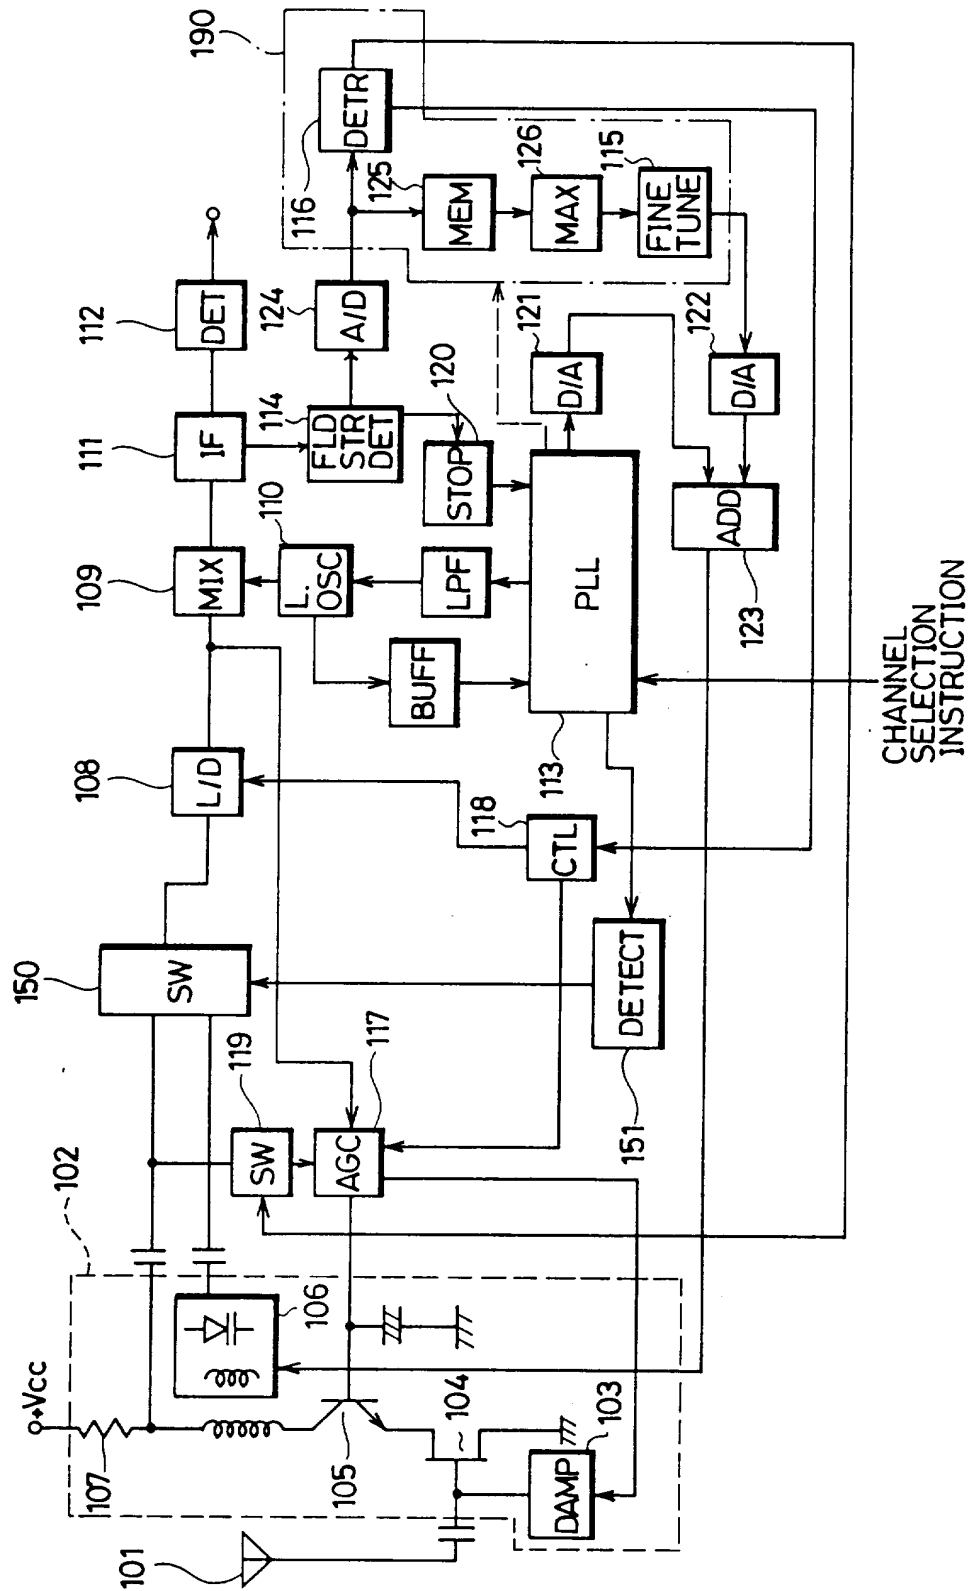 101
107
+Vcc
102
DAMP
103
104
105
106
SW
119
AGC
117
SW
150
DETECT
151
CTL
118
L/D
108
MIX
109
L.
OSC
110
BUFF
LPF
PLL
113
CHANNEL
SELECTION
INSTRUCTION
IF
111
DET
112
FLD
STR
DET
114
STOP
120
A/D
124
D/A
121
D/A
122
ADD
123
DETR
116
190
MEM
125
MAX
126
FINE
TUNE
115